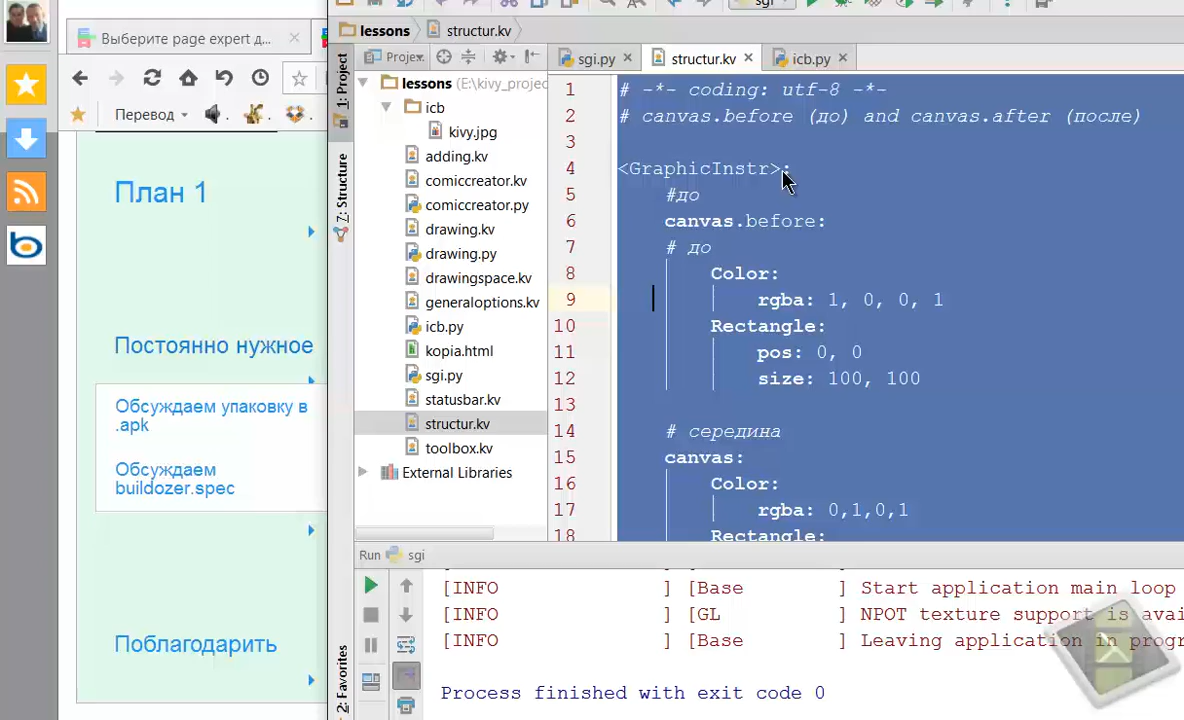 Выберите page expert д...
Перевод
План 1
Постоянно нужное
Обсуждаем упаковку в
.apk
Обсуждаем
buildozer.spec
Поблагодарить
sgi
lessons
structur.kv
1: Project
7: Structure
2: Favorites
Projec
lessons (E:\kivy_projec
icb
kivy.jpg
adding.kv
comiccreator.kv
comiccreator.py
drawing.kv
drawing.py
drawingspace.kv
generaloptions.kv
icb.py
kopia.html
sgi.py
statusbar.kv
structur.kv
toolbox.kv
External Libraries
sgi.py
structur.kv
icb.py
1 # -*- coding: utf-8 -*-
2 # canvas.before (до) and canvas.after (после)
3
4 <GraphicInstr>:
5 #до
6 canvas.before:
7 # до
8 Color:
9 rgba: 1, 0, 0, 1
10 Rectangle:
11 pos: 0, 0
12 size: 100, 100
13
14 # середина
15 canvas:
16 Color:
17 rgba: 0,1,0,1
18 Rectangle:
Run sgi
[INFO ] [Base ] Start application main loop
[INFO ] [GL ] NPOT texture support is avai
[INFO ] [Base ] Leaving application in progr
Process finished with exit code 0